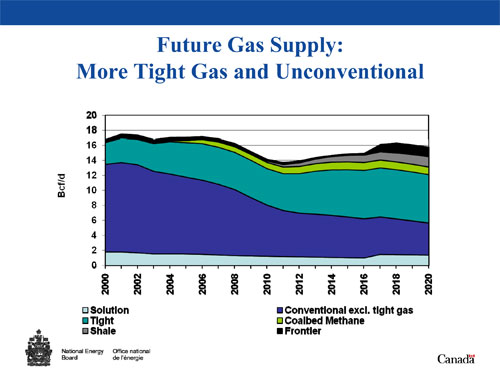 Future Gas Supply:
More Tight Gas and Unconventional
20
18
16
14
12
10
8
6
4
2
0
Bcf/d
2000
2002
2004
2006
2008
2010
2012
2014
2016
2018
2020
Solution
Conventional excl. tight gas
Tight
Coalbed Methane
Shale
Frontier
National Energy Office national
Board de l'énergie
Canada